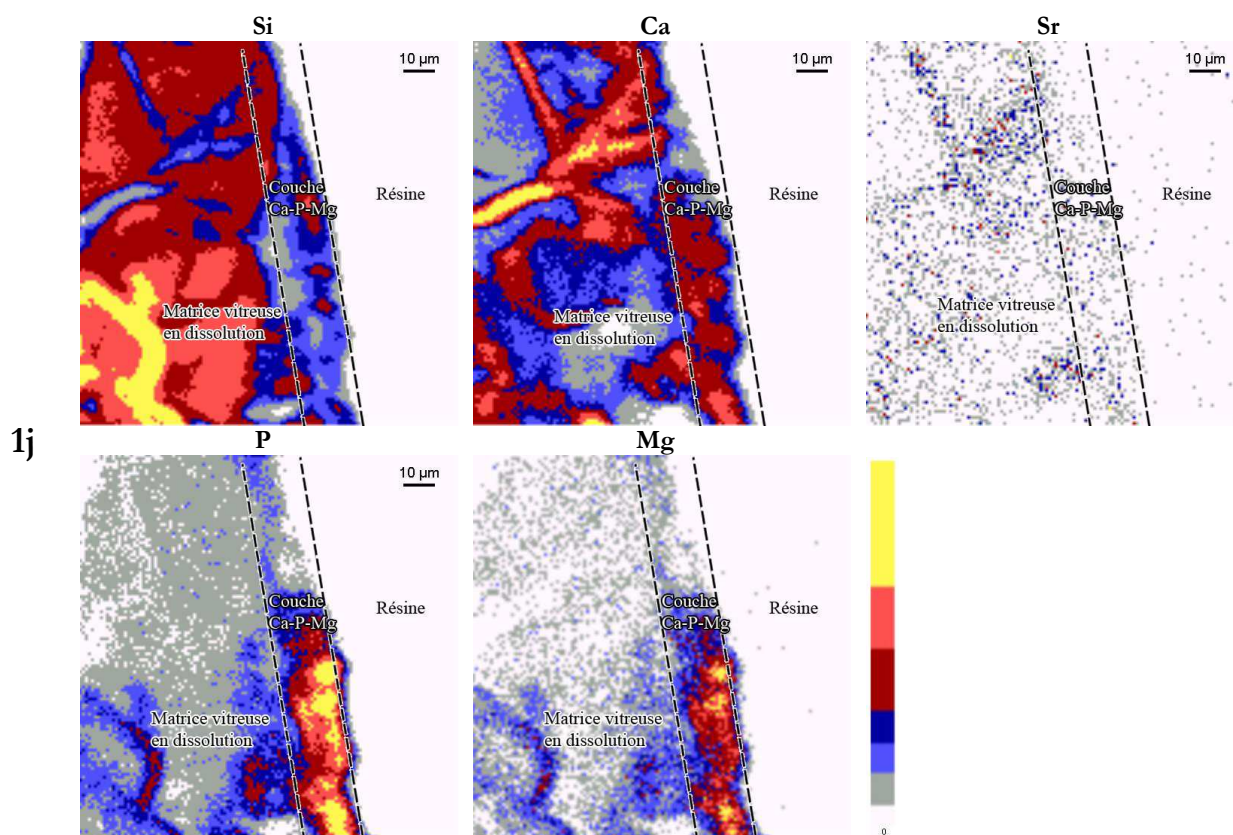 Si
Ca
Sr
10 µm
10 µm
10 µm
Couche
Ca-P-Mg
Résine
Couche
Ca-P-Mg
Résine
Couche
Ca-P-Mg
Résine
Matrice vitreuse
en dissolution
Matrice vitreuse
en dissolution
Matrice vitreuse
en dissolution
1j
P
Mg
10 µm
10 µm
Couche
Ca-P-Mg
Résine
Couche
Ca-P-Mg
Résine
Matrice vitreuse
en dissolution
Matrice vitreuse
en dissolution
0